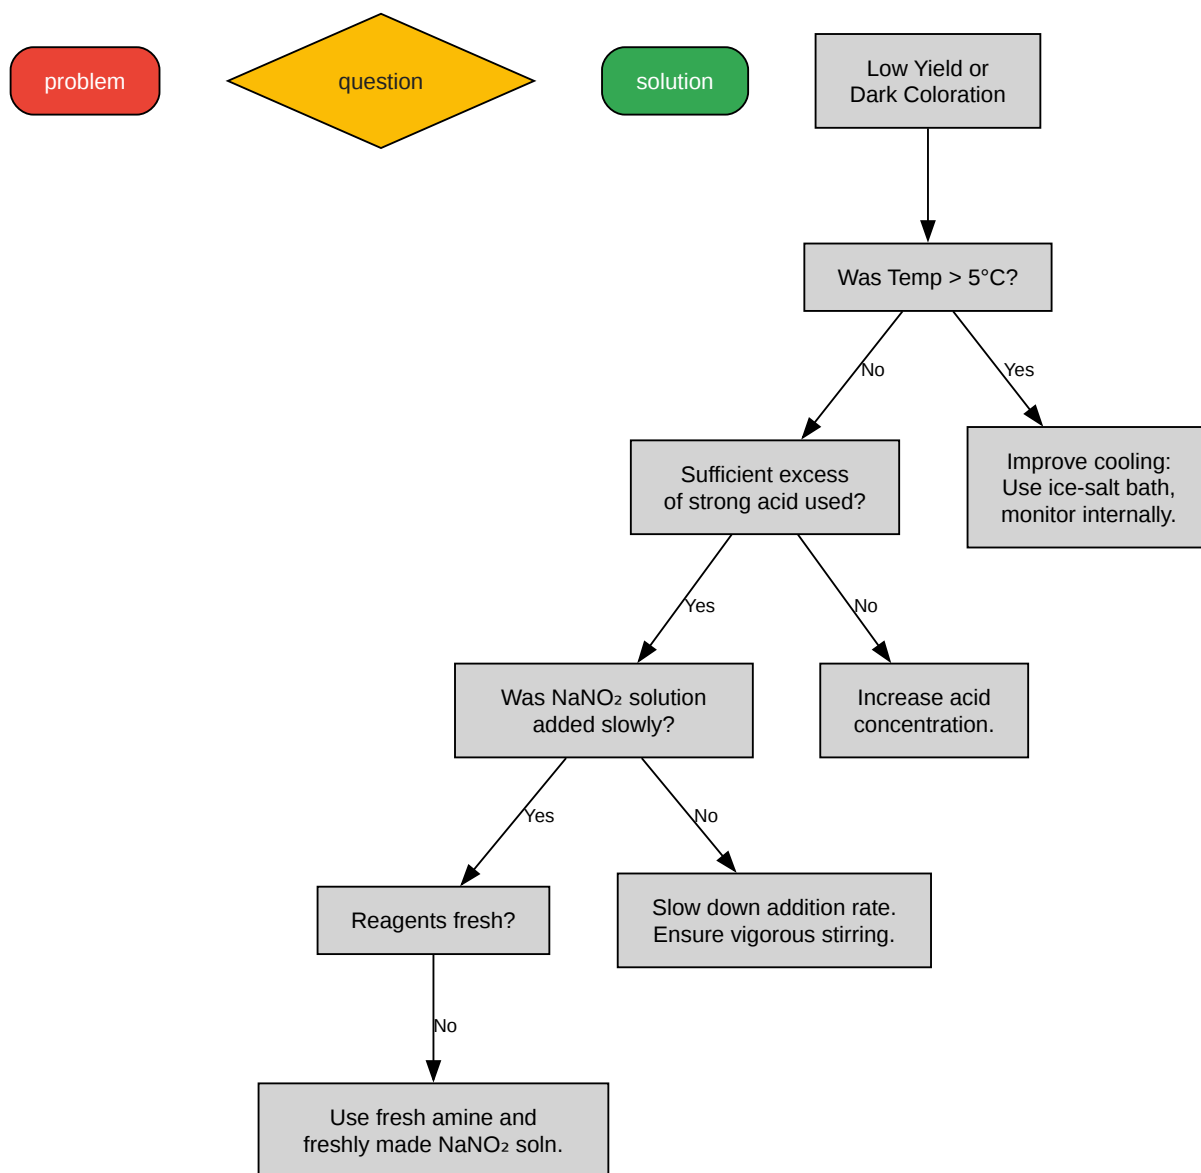 problem
question
solution
Low Yield or
Dark Coloration
Was Temp > 5°C?
No
Yes
Sufficient excess
of strong acid used?
Improve cooling:
Use ice-salt bath,
monitor internally.
Yes
No
Was NaNO₂ solution
added slowly?
Increase acid
concentration.
Yes
No
Reagents fresh?
Slow down addition rate.
Ensure vigorous stirring.
No
Use fresh amine and
freshly made NaNO₂ soln.